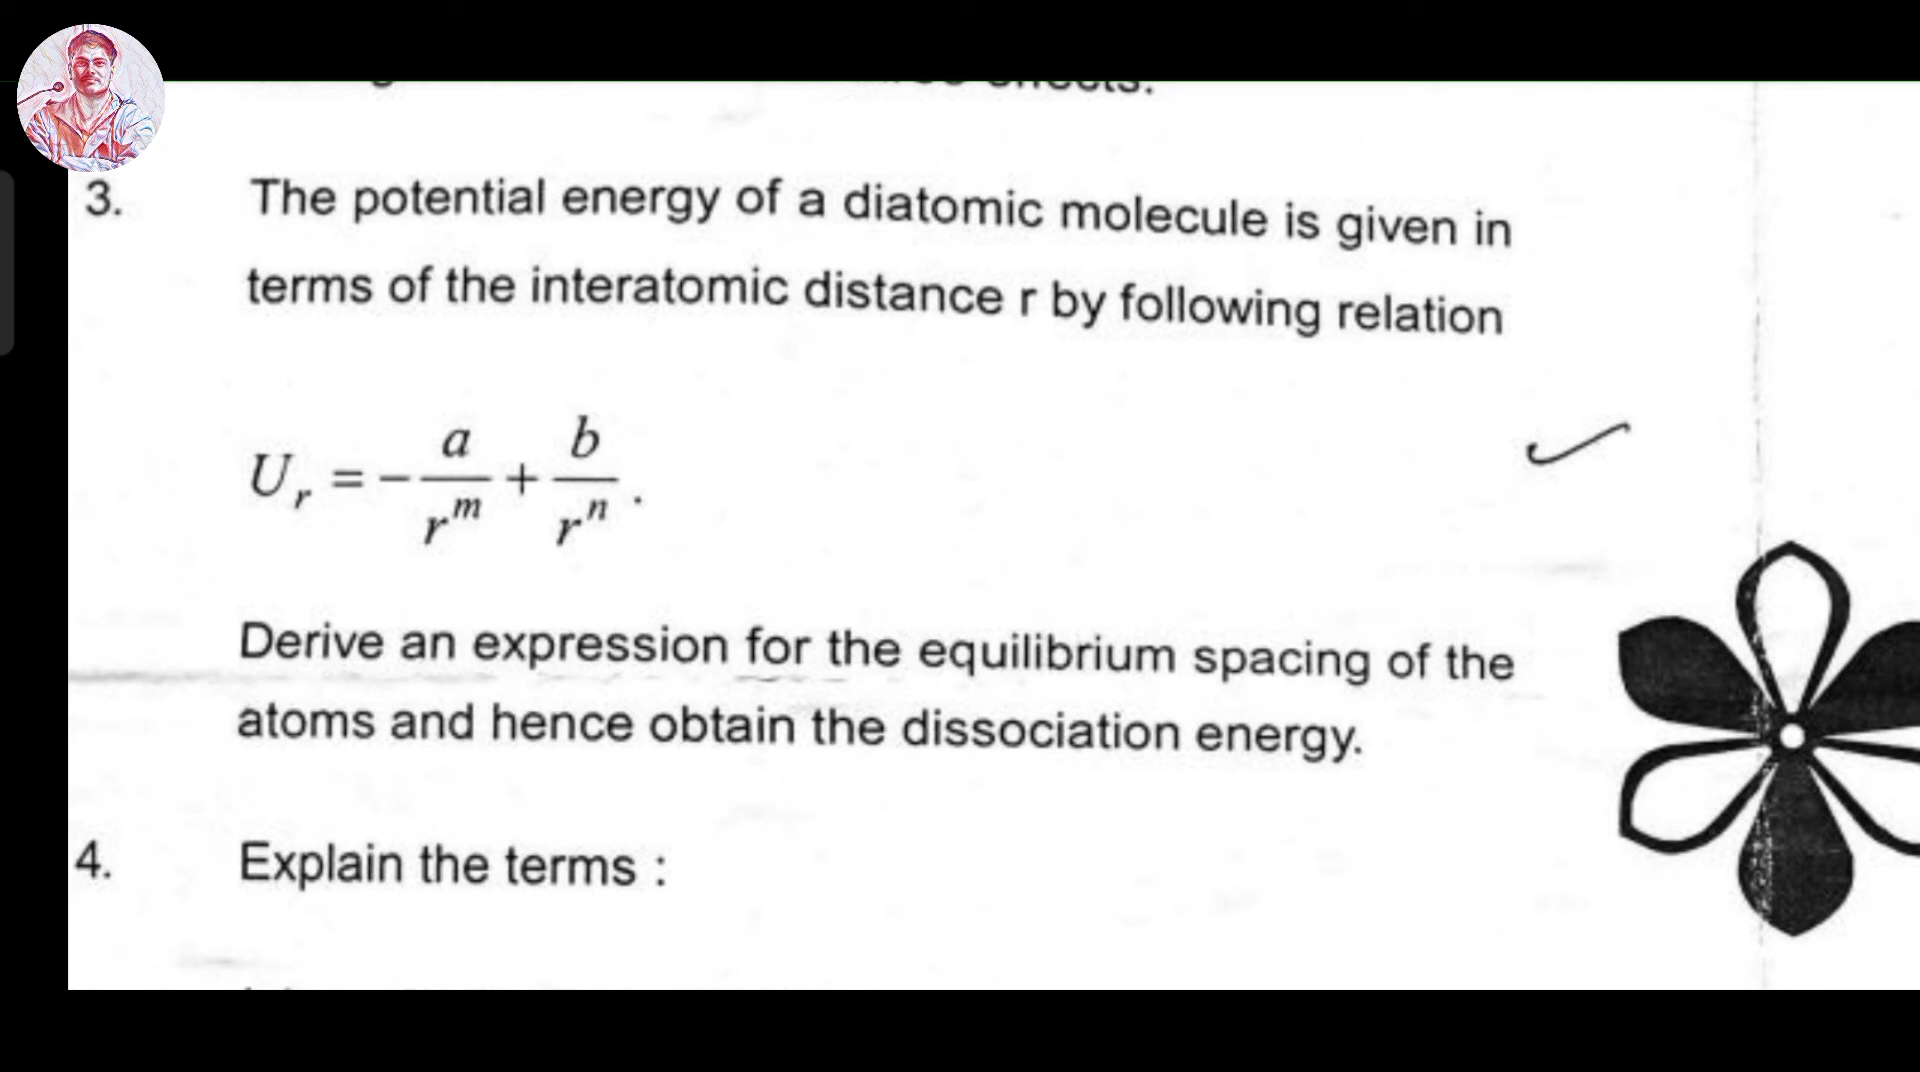 effects.
3. The potential energy of a diatomic molecule is given in
terms of the interatomic distance r by following relation
U_r = -a/r^m + b/r^n.
Derive an expression for the equilibrium spacing of the
atoms and hence obtain the dissociation energy.
4. Explain the terms :